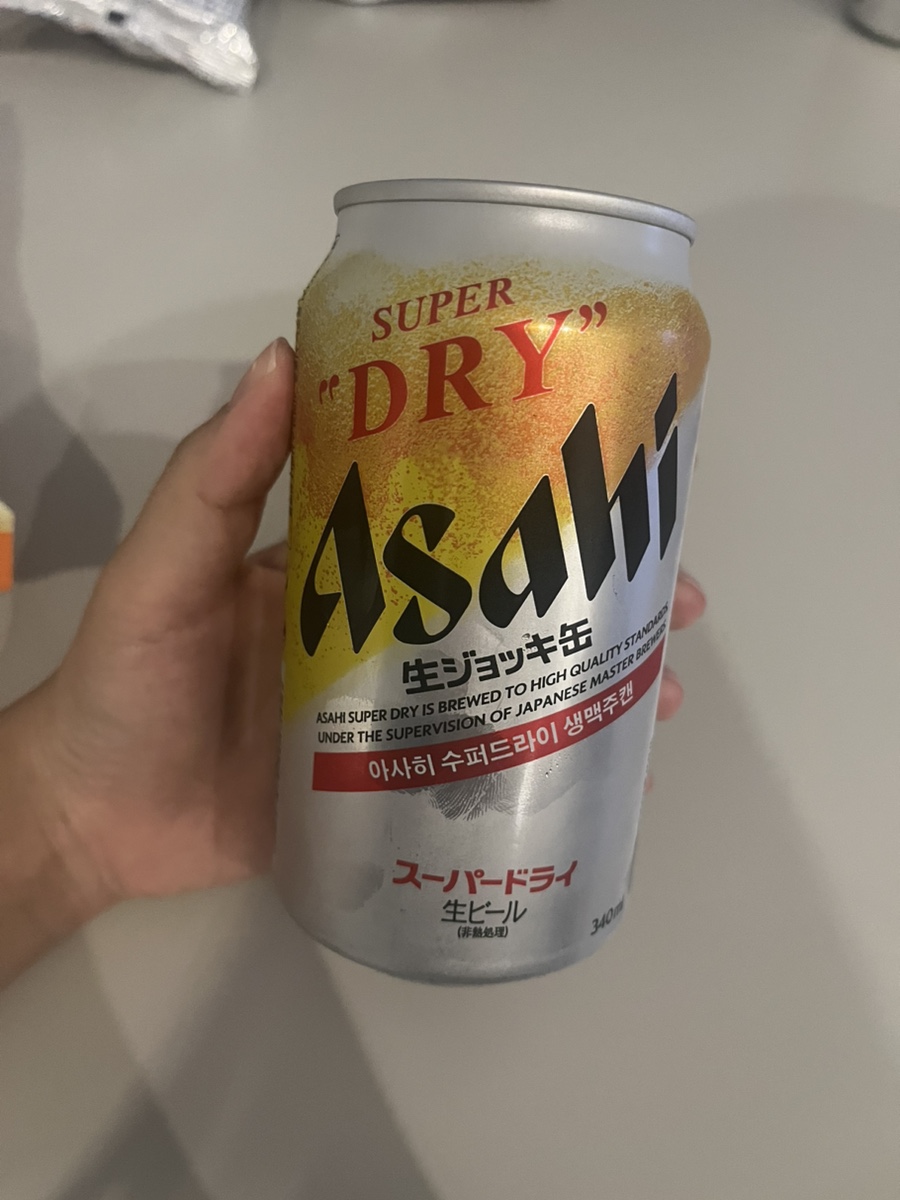 SUPER
“DRY”
Asahi
生ジョッキ缶
ASAHI SUPER DRY IS BREWED TO HIGH QUALITY STANDARDS
UNDER THE SUPERVISION OF JAPANESE MASTER BREWERS
아사히 수퍼드라이 생맥주캔
スーパードライ
生ビール
(非熱処理)
340ml